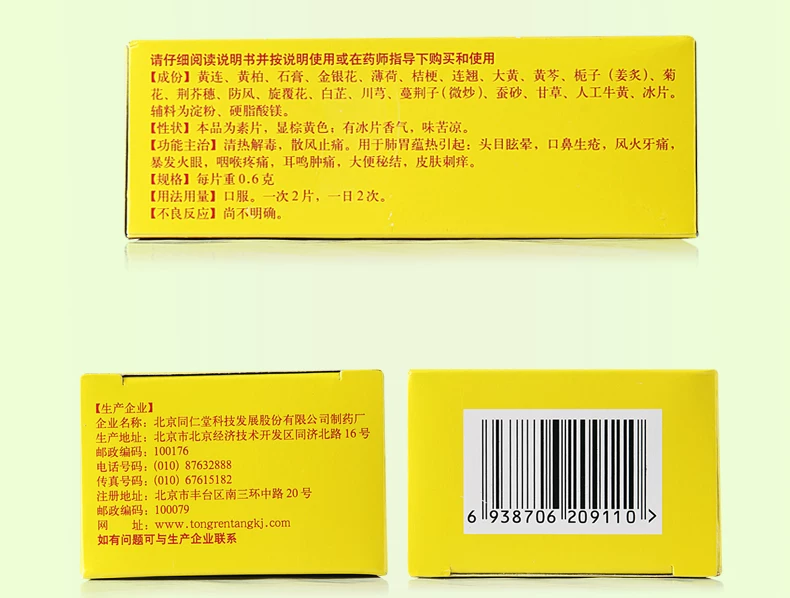 请仔细阅读说明书并按说明使用或在药师指导下购买和使用
【成份】黄连、黄柏、石膏、金银花、薄荷、桔梗、连翘、大黄、黄芩、栀子（姜炙）、菊
花、荆芥穗、防风、旋覆花、白芷、川芎、蔓荆子（微炒）、蚕砂、甘草、人工牛黄、冰片。
辅料为淀粉、硬脂酸镁。
【性状】本品为素片，显棕黄色；有冰片香气，味苦凉。
【功能主治】清热解毒，散风止痛。用于肺胃蕴热引起：头目眩晕，口鼻生疮，风火牙痛，
暴发火眼，咽喉疼痛，耳鸣肿痛，大便秘结，皮肤刺痒。
【规格】每片重0.6克
【用法用量】口服。一次2片，一日2次。
【不良反应】尚不明确。
【生产企业】
企业名称：北京同仁堂科技发展股份有限公司制药厂
生产地址：北京市北京经济技术开发区同济北路16号
邮政编码：100176
电话号码：(010) 87632888
传真号码：(010) 67615182
注册地址：北京市丰台区南三环中路20号
邮政编码：100079
网 址：www.tongrentangkj.com
如有问题可与生产企业联系
6 938706 209110 >